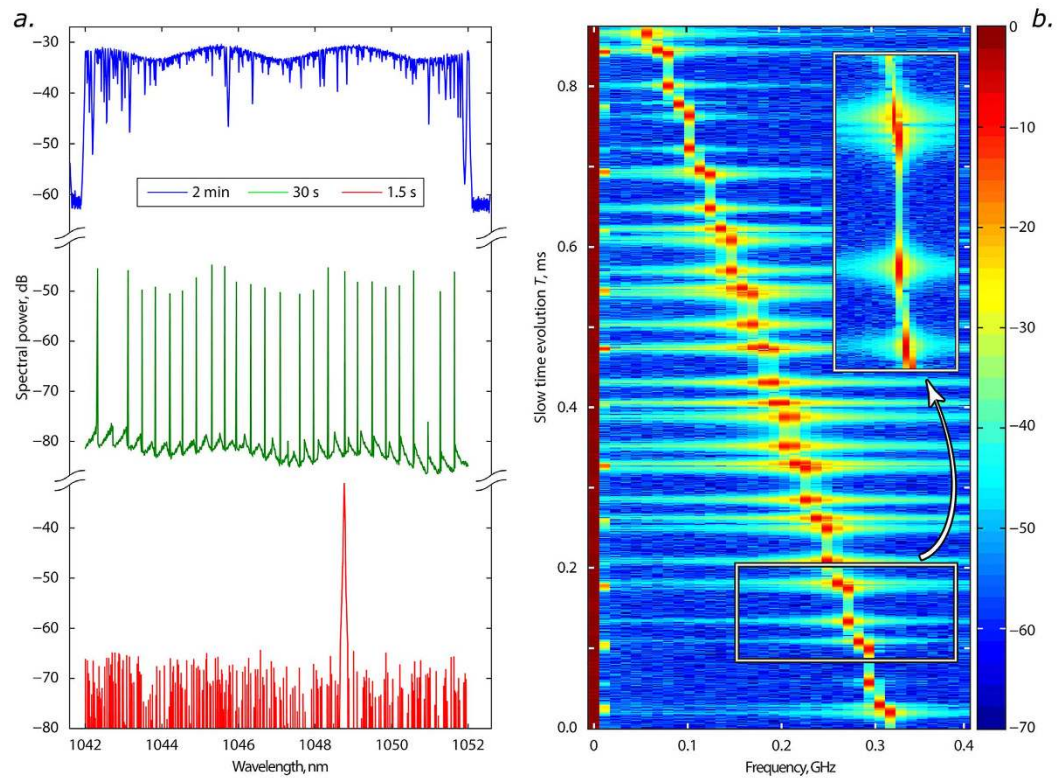 a.
−30
−40
−50
−60
2 min 30 s 1.5 s
−50
−60
−70
−80
−40
−50
−60
−70
−80
Spectral power, dB
1042 1044 1046 1048 1050 1052
Wavelength, nm
b.
0.8
0.6
0.4
0.2
0.0
Slow time evolution T, ms
0 0.1 0.2 0.3 0.4
Frequency, GHz
0
−10
−20
−30
−40
−50
−60
−70